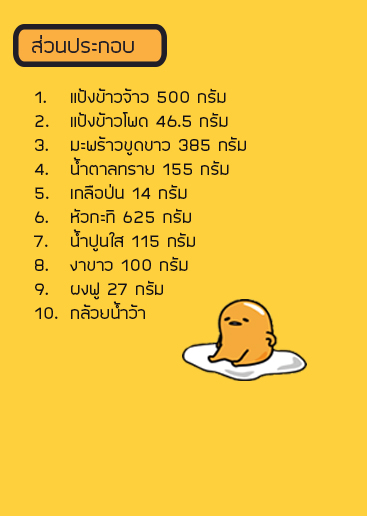 ส่วนประกอบ
1. แป้งข้าวจ้าว 500 กรัม
2. แป้งข้าวโพด 46.5 กรัม
3. มะพร้าวขูดขาว 385 กรัม
4. น้ำตาลทราย 155 กรัม
5. เกลือป่น 14 กรัม
6. หัวกะทิ 625 กรัม
7. น้ำปูนใส 115 กรัม
8. งาขาว 100 กรัม
9. ผงฟู 27 กรัม
10. กล้วยน้ำว้า